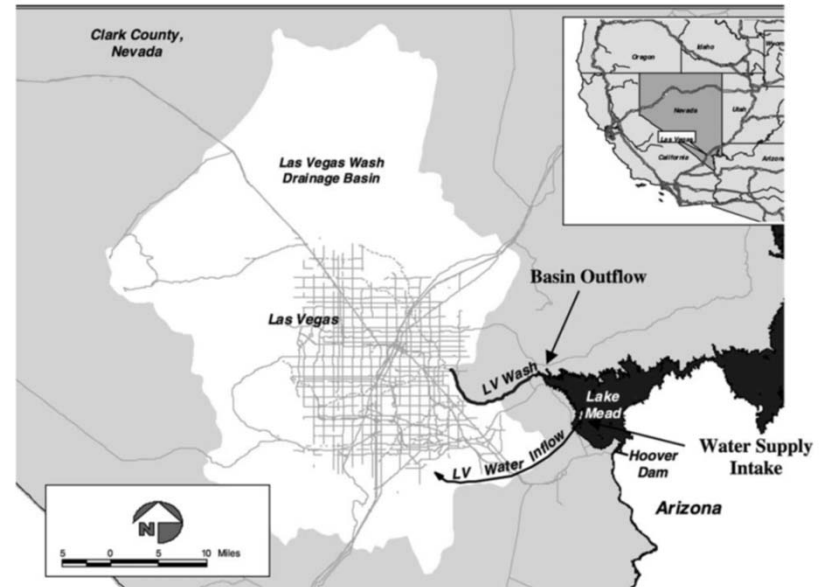 Clark County,
Nevada
Las Vegas Wash
Drainage Basin
Oregon
Idaho
Nevada
Utah
Las Vegas
California
Arizona
Basin Outflow
Las Vegas
LV Wash
Lake
Mead
LV Water Inflow
Water Supply
Intake
Hoover
Dam
Arizona
N
5 0 5 10 Miles